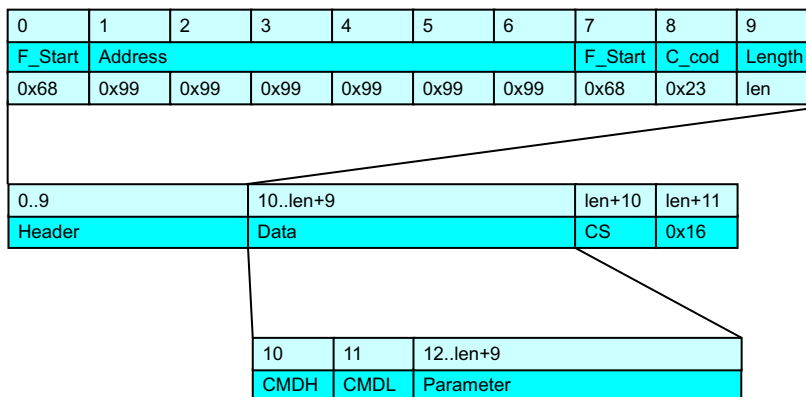 0 1 2 3 4 5 6 7 8 9
F_Start Address F_Start C_cod Length
0x68 0x99 0x99 0x99 0x99 0x99 0x99 0x68 0x23 len
0..9 10..len+9 len+10 len+11
Header Data CS 0x16
10 11 12..len+9
CMDH CMDL Parameter